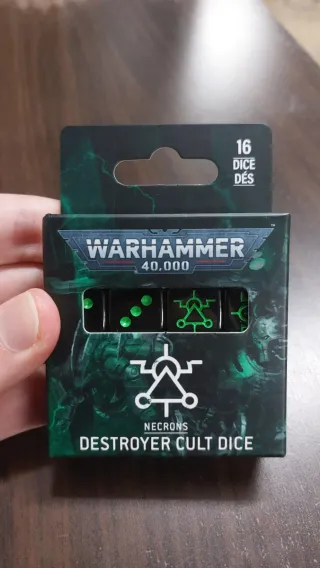 16
DICE
DÉS
WARHAMMER
40,000
NECRONS
DESTROYER CULT DICE